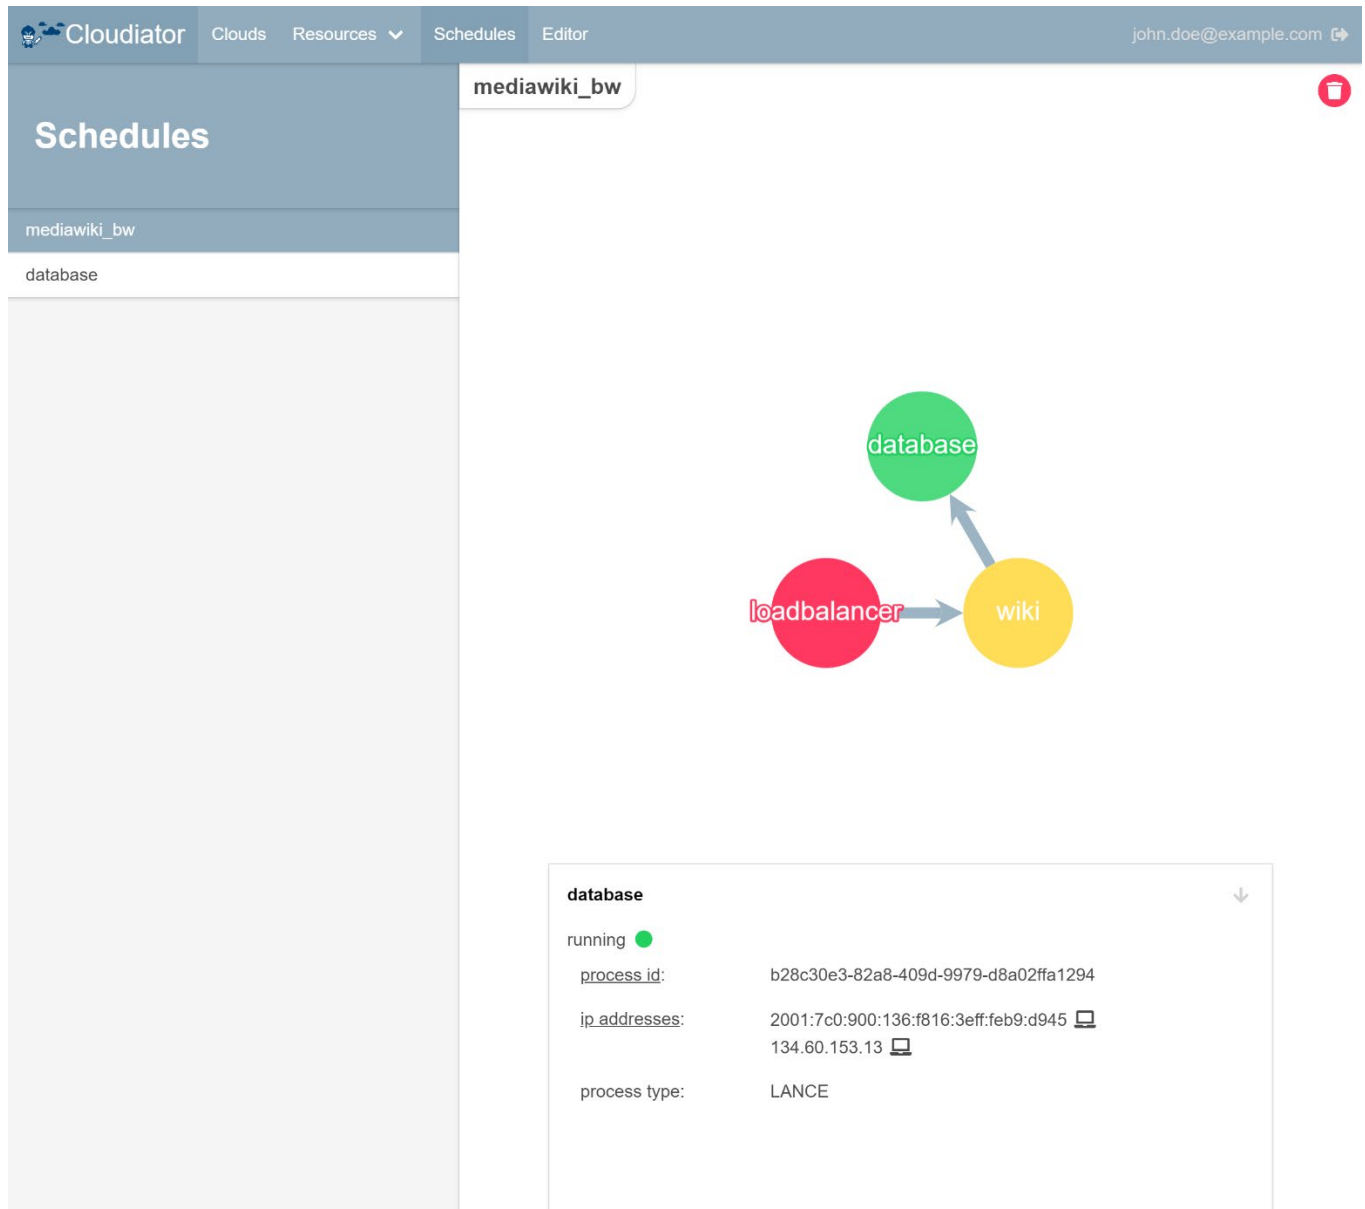 Cloudiator Clouds Resources Schedules Editor john.doe@example.com
Schedules
mediawiki_bw
database
mediawiki_bw
database
loadbalancer wiki
database
running
process id: b28c30e3-82a8-409d-9979-d8a02ffa1294
ip addresses: 2001:7c0:900:136:f816:3eff:feb9:d945
134.60.153.13
process type: LANCE